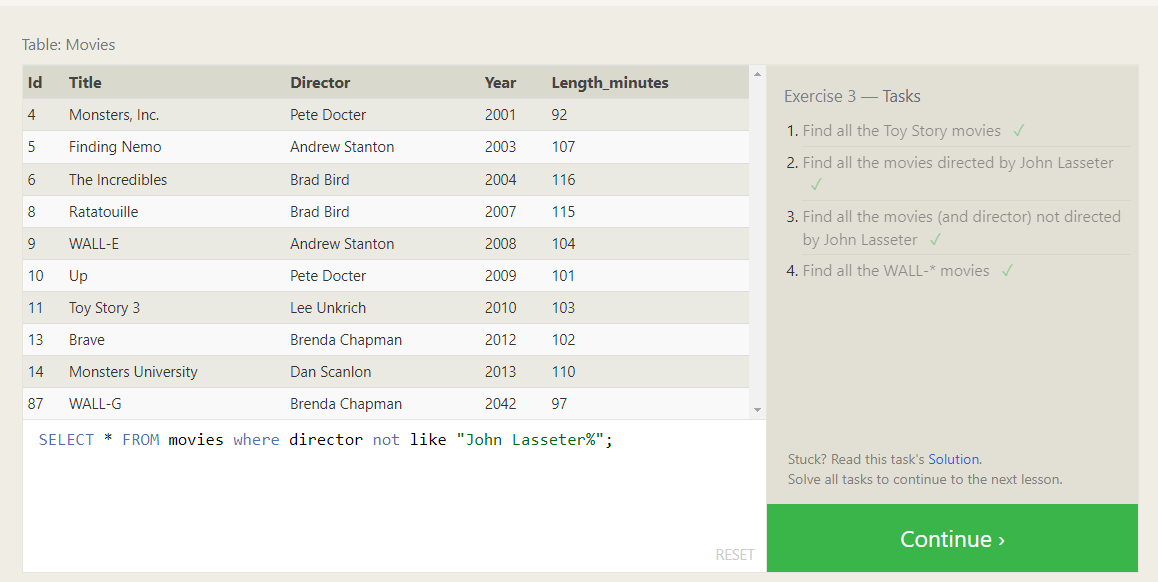 Table: Movies
Id Title Director Year Length_minutes
4 Monsters, Inc. Pete Docter 2001 92
5 Finding Nemo Andrew Stanton 2003 107
6 The Incredibles Brad Bird 2004 116
8 Ratatouille Brad Bird 2007 115
9 WALL-E Andrew Stanton 2008 104
10 Up Pete Docter 2009 101
11 Toy Story 3 Lee Unkrich 2010 103
13 Brave Brenda Chapman 2012 102
14 Monsters University Dan Scanlon 2013 110
87 WALL-G Brenda Chapman 2042 97
SELECT * FROM movies where director not like "John Lasseter%";
RESET
Exercise 3 — Tasks
1. Find all the Toy Story movies ✓
2. Find all the movies directed by John Lasseter
✓
3. Find all the movies (and director) not directed
by John Lasseter ✓
4. Find all the WALL-* movies ✓
Stuck? Read this task's Solution.
Solve all tasks to continue to the next lesson.
Continue ›